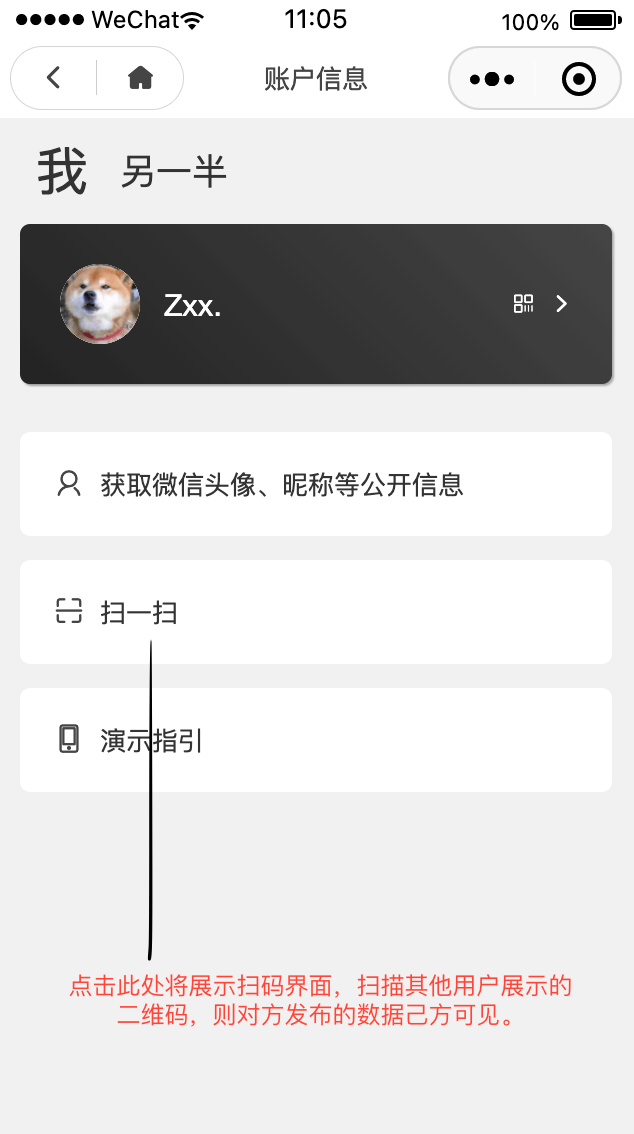 WeChat 11:05 100%
账户信息
我 另一半
Zxx.
获取微信头像、昵称等公开信息
扫一扫
演示指引
点击此处将展示扫码界面，扫描其他用户展示的
二维码，则对方发布的数据己方可见。